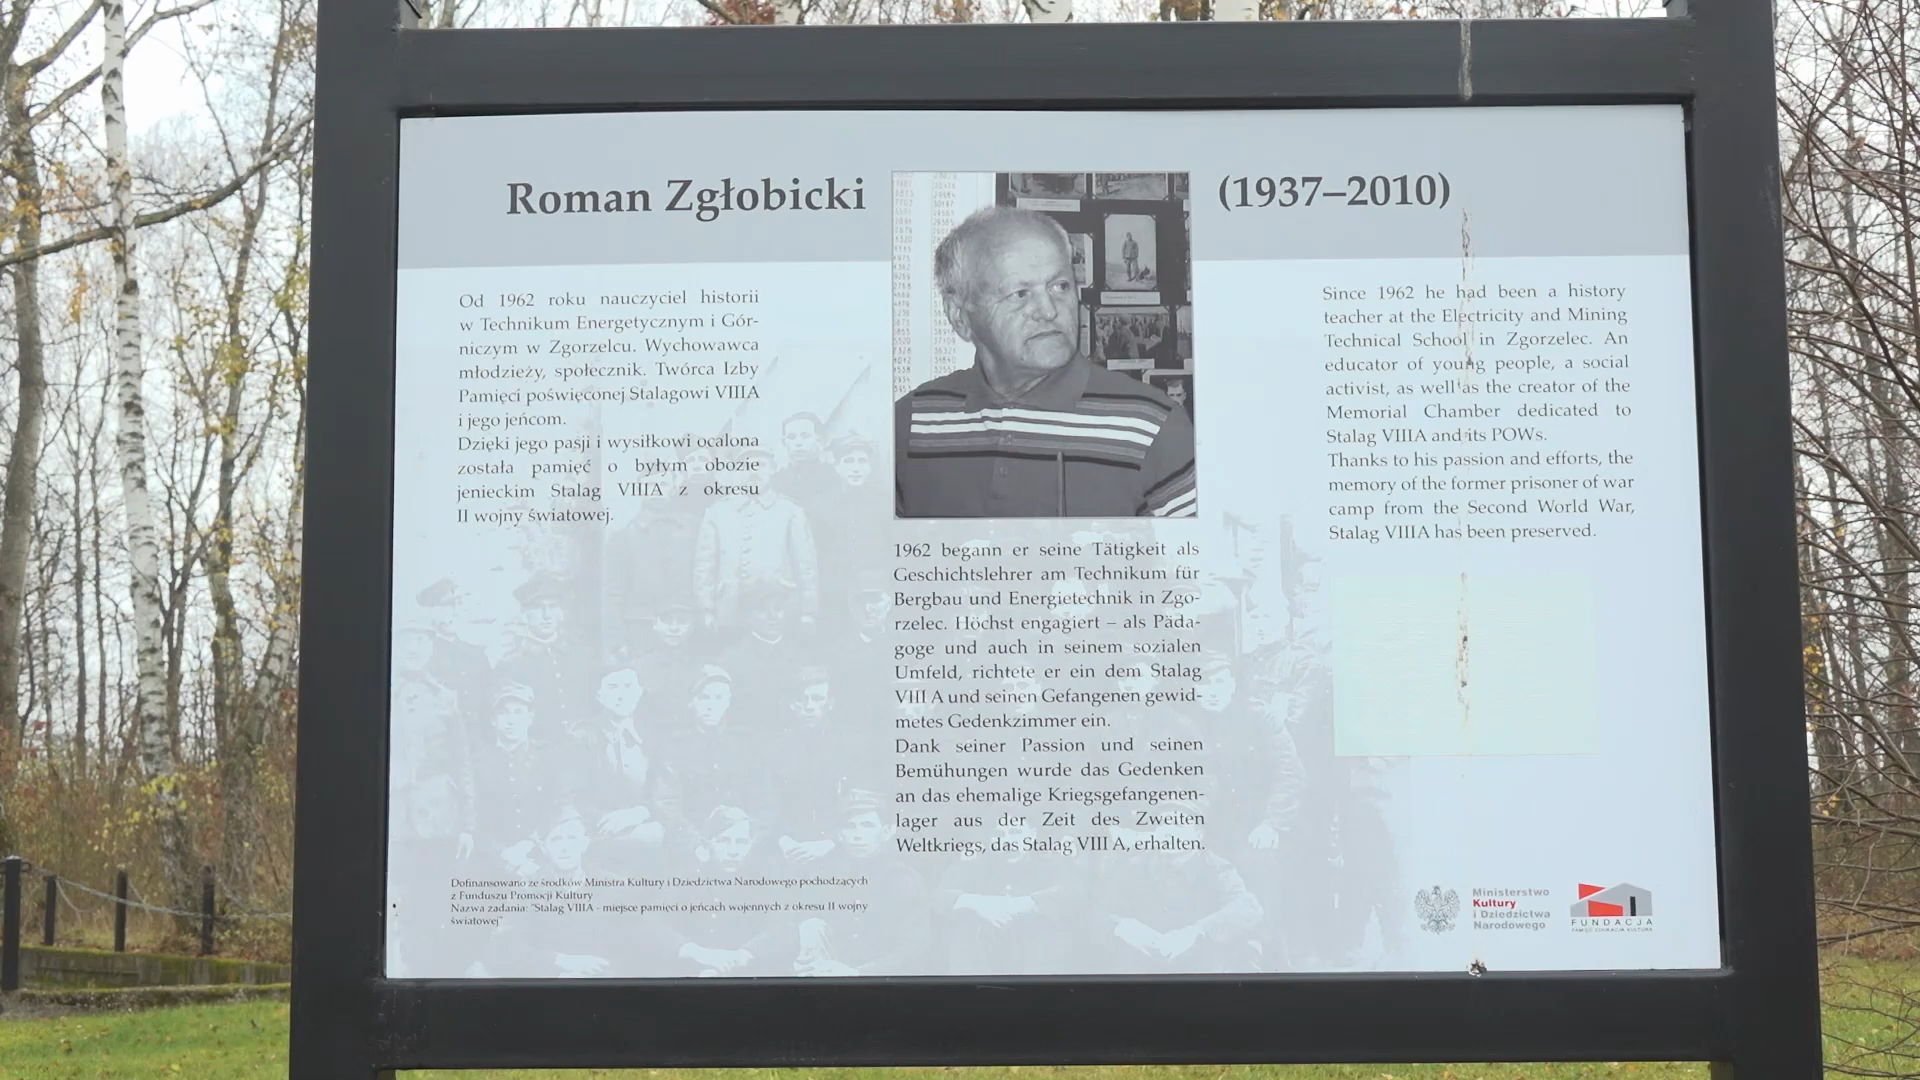 Roman Zgłobicki (1937–2010)
Od 1962 roku nauczyciel historii
w Technikum Energetycznym i Gór-
niczym w Zgorzelcu. Wychowawca
młodzieży, społecznik. Twórca Izby
Pamięci poświęconej Stalagowi VIIIA
i jego jeńcom.
Dzięki jego pasji i wysiłkowi ocalona
została pamięć o byłym obozie
jenieckim Stalag VIIIA z okresu
II wojny światowej.
1962 begann er seine Tätigkeit als
Geschichtslehrer am Technikum für
Bergbau und Energietechnik in Zgo-
rzelec. Höchst engagiert – als Päda-
goge und auch in seinem sozialen
Umfeld, richtete er ein dem Stalag
VIII A und seinen Gefangenen gewid-
metes Gedenkzimmer ein.
Dank seiner Passion und seinen
Bemühungen wurde das Gedenken
an das ehemalige Kriegsgefangenen-
lager aus der Zeit des Zweiten
Weltkriegs, das Stalag VIII A, erhalten.
Since 1962 he had been a history
teacher at the Electricity and Mining
Technical School in Zgorzelec. An
educator of young people, a social
activist, as well as the creator of the
Memorial Chamber dedicated to
Stalag VIIIA and its POWs.
Thanks to his passion and efforts, the
memory of the former prisoner of war
camp from the Second World War,
Stalag VIIIA has been preserved.
Dofinansowano ze środków Ministra Kultury i Dziedzictwa Narodowego pochodzących
z Funduszu Promocji Kultury
Nazwa zadania: "Stalag VIIIA - miejsce pamięci o jeńcach wojennych z okresu II wojny
światowej"
Ministerstwo
Kultury
i Dziedzictwa
Narodowego
FUNDACJA
PAMIĘĆ EDUKACJA KULTURA